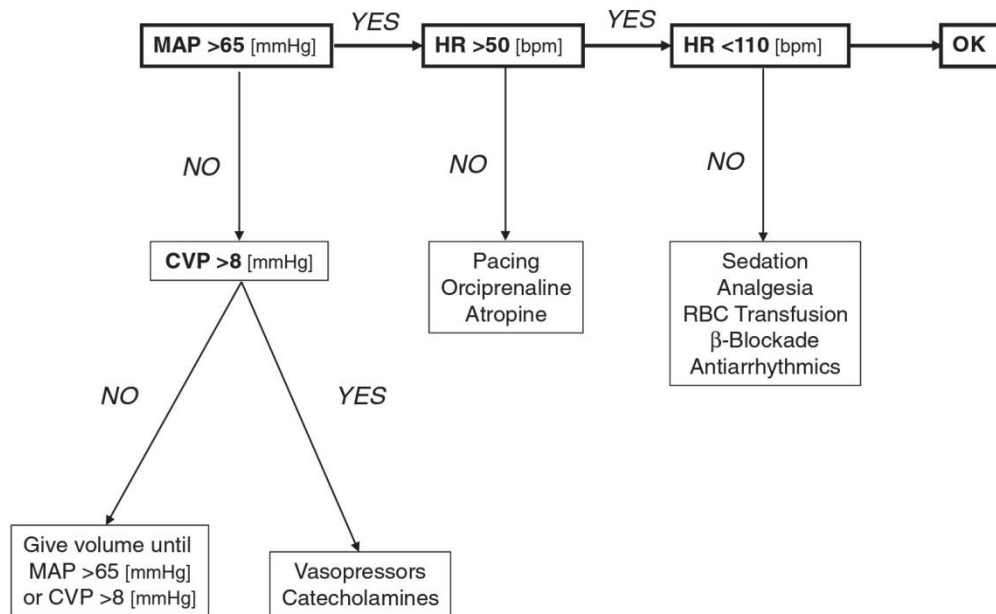 YES
YES
MAP >65 [mmHg]
HR >50 [bpm]
HR <110 [bpm]
OK
NO
NO
NO
CVP >8 [mmHg]
Pacing
Orciprenaline
Atropine
Sedation
Analgesia
RBC Transfusion
β-Blockade
Antiarrhythmics
NO
YES
Give volume until
MAP >65 [mmHg]
or CVP >8 [mmHg]
Vasopressors
Catecholamines